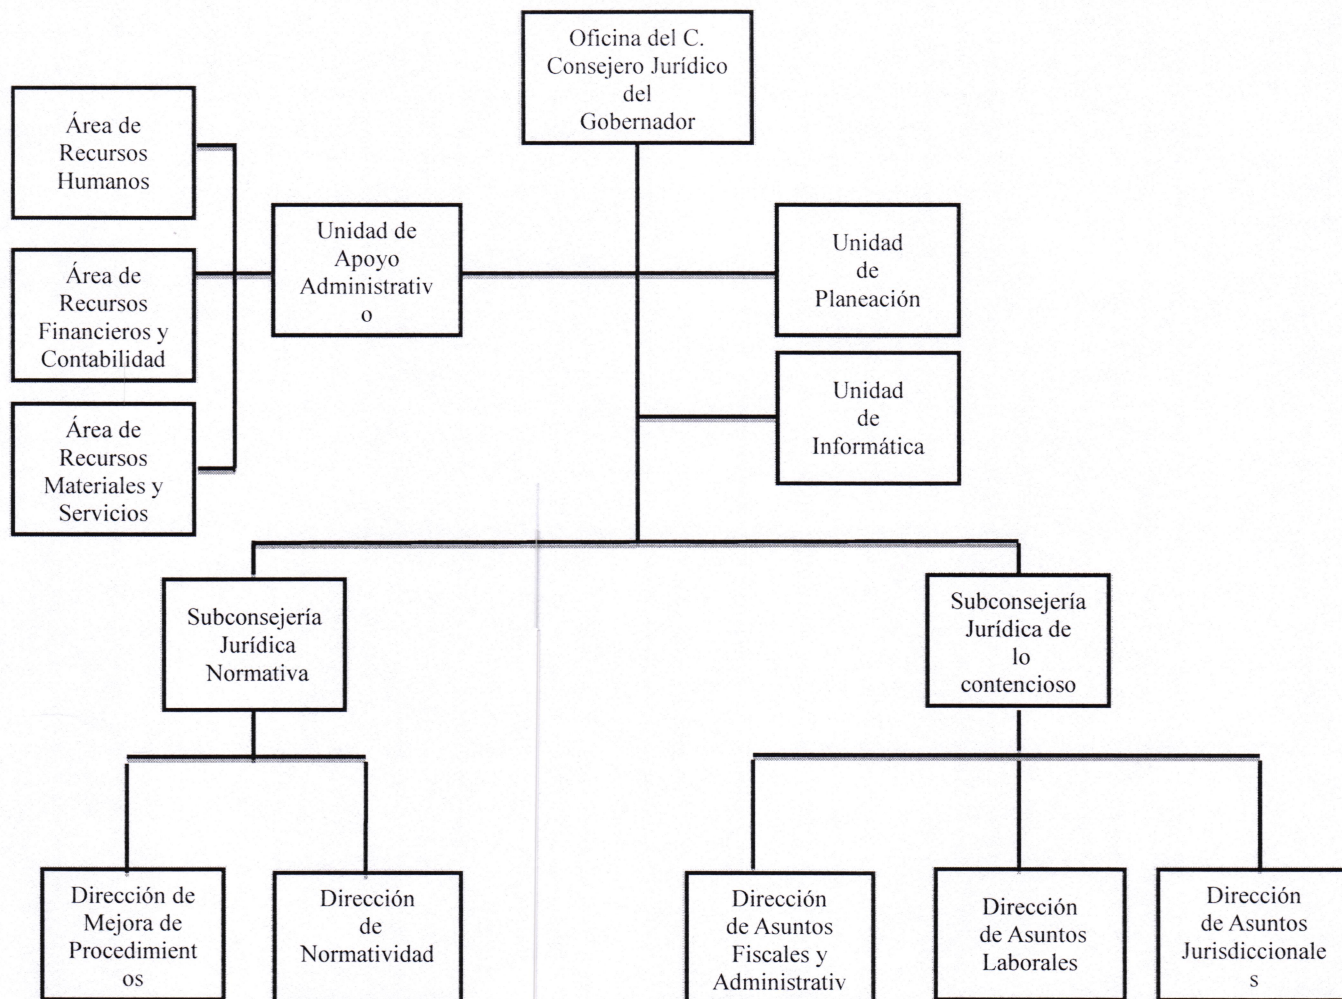 Oficina del C.
Consejero Jurídico
del
Gobernador
Área de
Recursos
Humanos
Unidad de
Apoyo
Administrativ
o
Unidad
de
Planeación
Área de
Recursos
Financieros y
Contabilidad
Unidad
de
Informática
Área de
Recursos
Materiales y
Servicios
Subconsejería
Jurídica
Normativa
Subconsejería
Jurídica de
lo
contencioso
Dirección de
Mejora de
Procedimient
os
Dirección
de
Normatividad
Dirección
de Asuntos
Fiscales y
Administrativ
Dirección
de Asuntos
Laborales
Dirección
de Asuntos
Jurisdiccionale
s